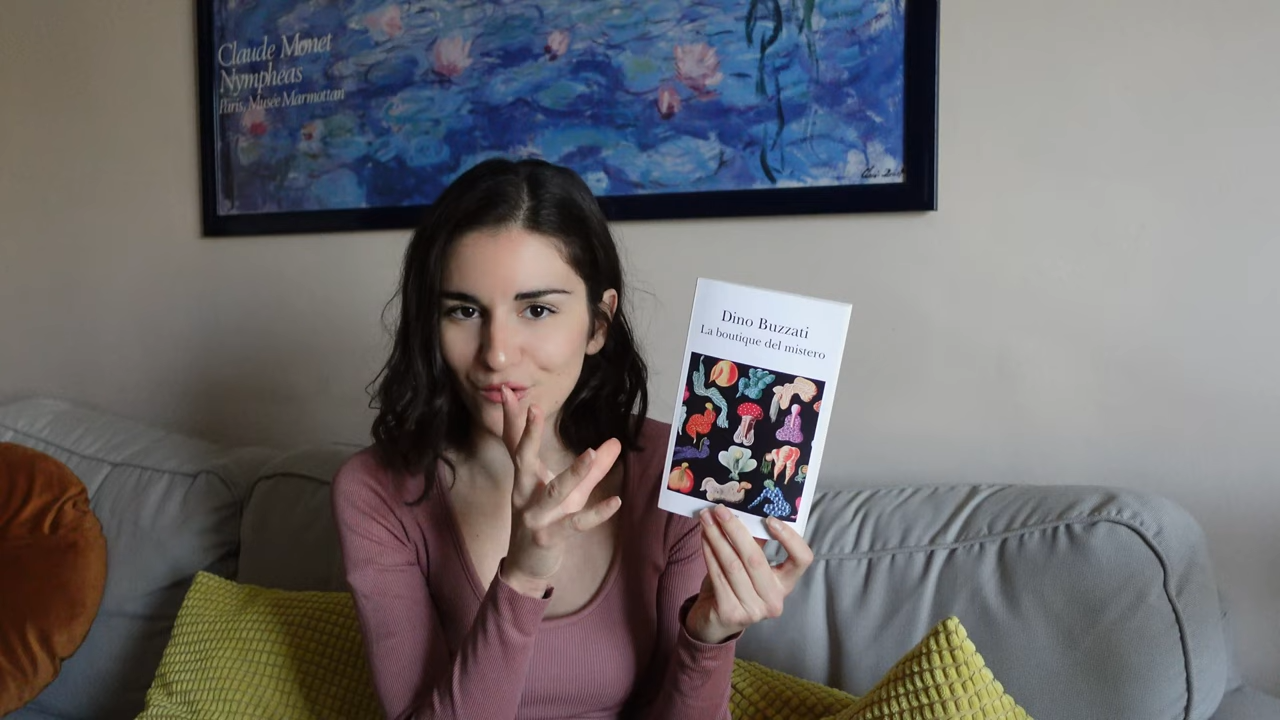 Claude Monet
Nymphéas
Paris, Musée Marmottan
Dino Buzzati
La boutique del mistero